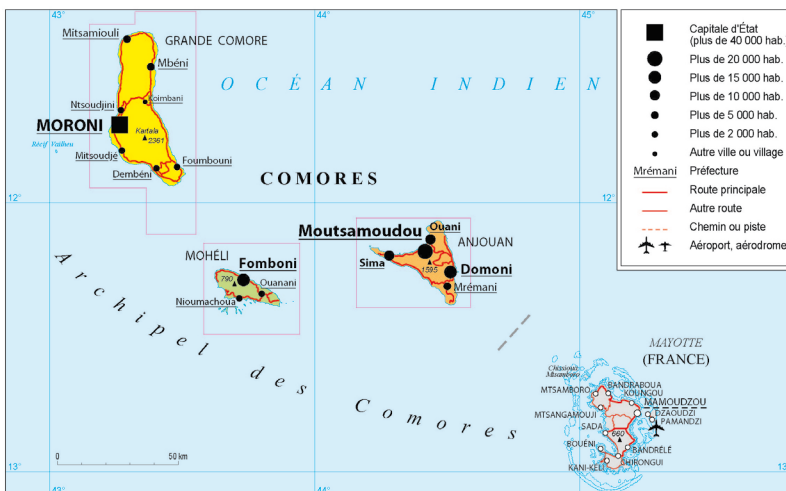 43°
44°
45°
Mitsamiouli
GRANDE COMORE
Mbéni
OCÉAN INDIEN
Koimbani
Ntsoudjini
MORONI
Kartala
2361
Récif Vailheu
Mitsoudjé
Foumbouni
Dembéni
COMORES
12°
12°
Moutsamoudou
Ouani
ANJOUAN
MOHÉLI
Fomboni
Sima
Domoni
790
Ouanani
1595
Mrémani
Nioumachoua
Archipel des Comores
MAYOTTE
(FRANCE)
Chissioua
Mtsamboro
BANDRABOUA
MTSAMBORO
KOUNGOU
MAMOUDZOU
MTSANGAMOUJI
DZAOUDZI
PAMANDZI
SADA
660
BOUÉNI
BANDRÉLÉ
CHIRONGUI
KANI-KÉLI
13°
13°
0
50 km
Capitale d'État
(plus de 40 000 hab.
Plus de 20 000 hab.
Plus de 15 000 hab.
Plus de 10 000 hab.
Plus de 5 000 hab.
Plus de 2 000 hab.
Autre ville ou village
Mrémani
Préfecture
Route principale
Autre route
Chemin ou piste
Aéroport, aérodrome